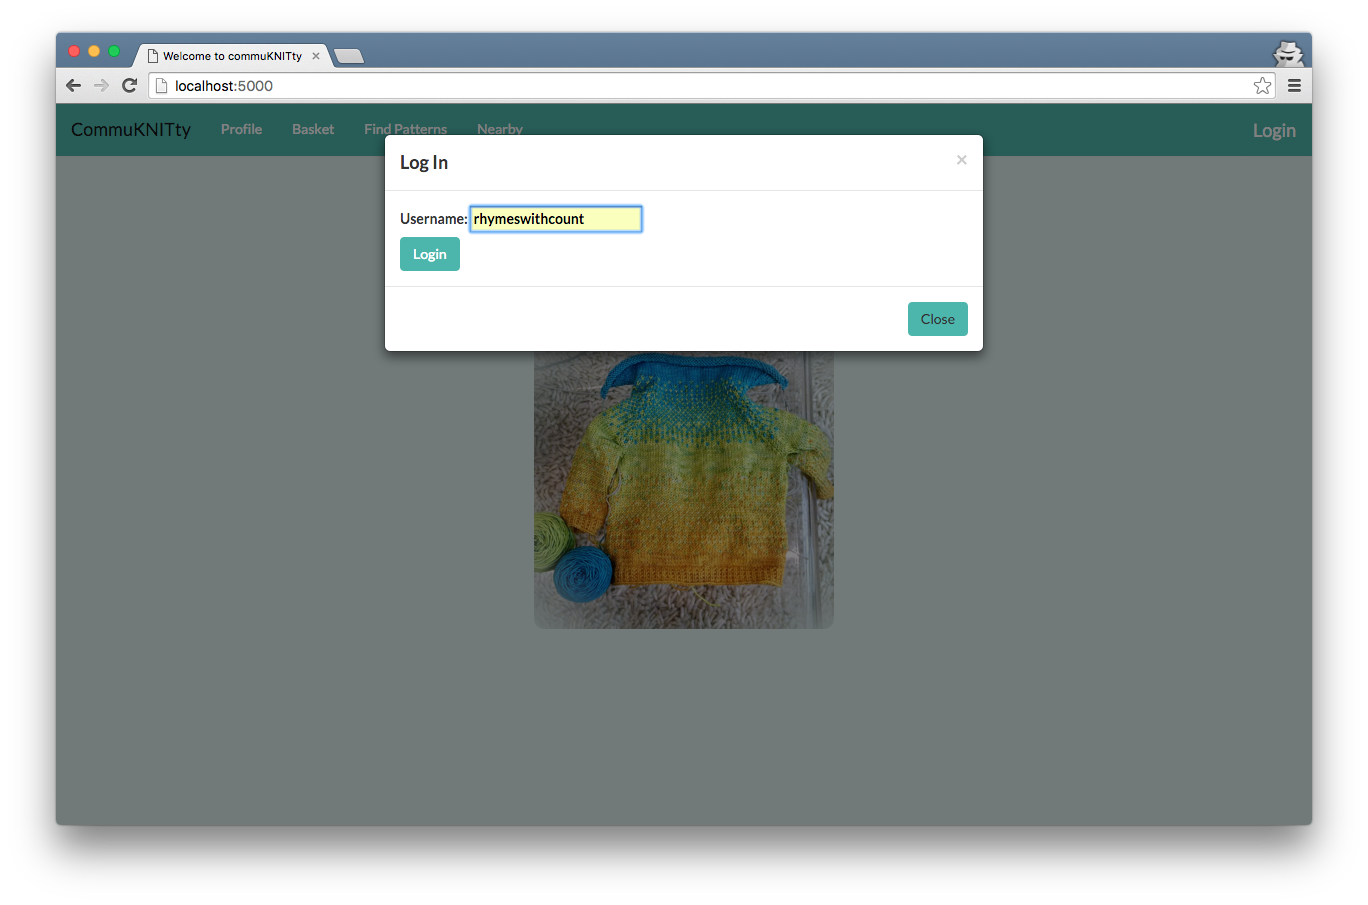 Welcome to commuKNITty ×
localhost:5000
CommuKNITty Profile Basket Find Patterns Nearby Login
Log In ×
Username: rhymeswithcount
Login
Close